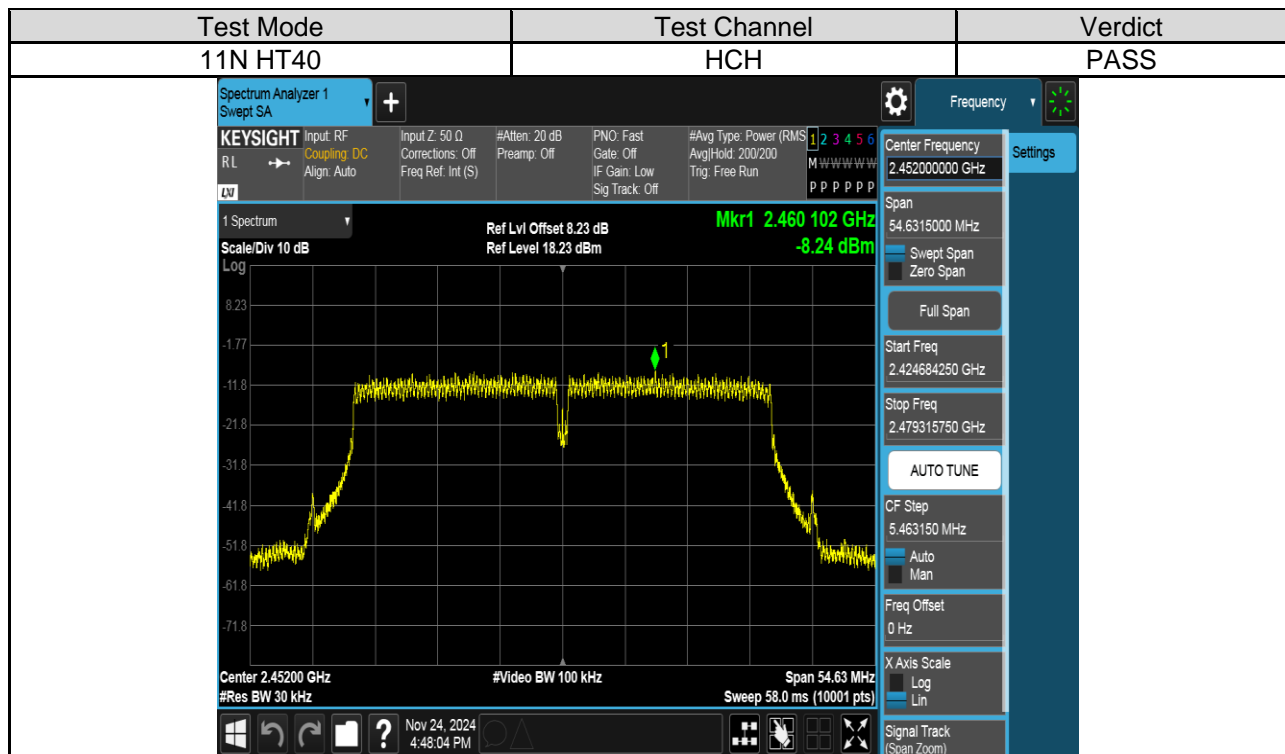 Test Mode Test Channel Verdict
11N HT40 HCH PASS
Spectrum Analyzer 1
Swept SA
+
Frequency
KEYSIGHT Input: RF Input Z: 50 Ω #Atten: 20 dB PNO: Fast #Avg Type: Power (RMS 1 2 3 4 5 6
RL Coupling: DC Corrections: Off Preamp: Off Gate: Off Avg|Hold: 200/200 M W W W W W
Align: Auto Freq Ref: Int (S) IF Gain: Low Trig: Free Run
LXI Sig Track: Off P P P P P P
1 Spectrum
Ref Lvl Offset 8.23 dB
Mkr1 2.460 102 GHz
Scale/Div 10 dB Ref Level 18.23 dBm -8.24 dBm
Log
8.23
-1.77
1
-11.8
-21.8
-31.8
-41.8
-51.8
-61.8
-71.8
Center 2.45200 GHz #Video BW 100 kHz Span 54.63 MHz
#Res BW 30 kHz Sweep 58.0 ms (10001 pts)
Center Frequency
2.452000000 GHz
Settings
Span
54.6315000 MHz
Swept Span
Zero Span
Full Span
Start Freq
2.424684250 GHz
Stop Freq
2.479315750 GHz
AUTO TUNE
CF Step
5.463150 MHz
Auto
Man
Freq Offset
0 Hz
X Axis Scale
Log
Lin
Signal Track
(Span Zoom)
?
Nov 24, 2024
4:48:04 PM